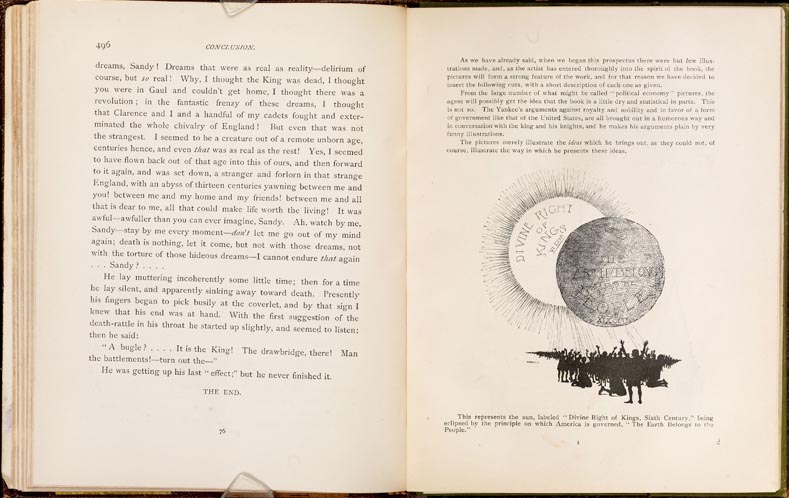 496
CONCLUSION.
dreams, Sandy! Dreams that were as real as reality—delirium of
course, but so real! Why, I thought the King was dead, I thought
you were in Gaul and couldn't get home, I thought there was a
revolution; in the fantastic frenzy of these dreams, I thought
that Clarence and I and a handful of my cadets fought and exter-
minated the whole chivalry of England! But even that was not
the strangest. I seemed to be a creature out of a remote unborn age,
centuries hence, and even that was as real as the rest! Yes, I seemed
to have flown back out of that age into this of ours, and then forward
to it again, and was set down, a stranger and forlorn in that strange
England, with an abyss of thirteen centuries yawning between me and
you! between me and my home and my friends! between me and all
that is dear to me, all that could make life worth the living! It was
awful—awfuller than you can ever imagine, Sandy. Ah, watch by me,
Sandy—stay by me every moment—don't let me go out of my mind
again; death is nothing, let it come, but not with those dreams, not
with the torture of those hideous dreams—I cannot endure that again
. . . Sandy? . . . .
He lay muttering incoherently some little time; then for a time
he lay silent, and apparently sinking away toward death. Presently
his fingers began to pick busily at the coverlet, and by that sign I
knew that his end was at hand. With the first suggestion of the
death-rattle in his throat he started up slightly, and seemed to listen;
then he said:
"A bugle? . . . . It is the King! The drawbridge, there! Man
the battlements!—turn out the—"
He was getting up his last "effect;" but he never finished it.
THE END.
76
As we have already said, when we began this prospectus there were but few illus-
trations made, and, as the artist has entered thoroughly into the spirit of the book, the
pictures will form a strong feature of the work, and for that reason we have decided to
insert the following cuts, with a short description of each one as given.
From the large number of what might be called "political economy" pictures, the
agent will possibly get the idea that the book is a little dry and statistical in parts. This
is not so. The Yankee's arguments against royalty and nobility and in favor of a form
of government like that of the United States, are all brought out in a humorous way and
in conversation with the king and his knights, and he makes his arguments plain by very
funny illustrations.
The pictures merely illustrate the ideas which he brings out, as they could not, of
course, illustrate the way in which he presents these ideas.
DIVINE RIGHT
OF
KINGS
THE
EARTH BELONGS
TO THE
PEOPLE
This represents the sun, labeled "Divine Right of Kings, Sixth Century," being
eclipsed by the principle on which America is governed, "The Earth Belongs to the
People."
1